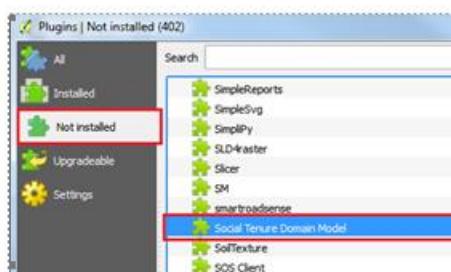 Plugins | Not installed (402)
All
Installed
Not installed
Upgradeable
Settings
Search
SimpleReports
SimpleSvg
SimpliPy
SLD4raster
Slicer
SM
smartroadsense
Social Tenure Domain Model
SoilTexture
SOS Client